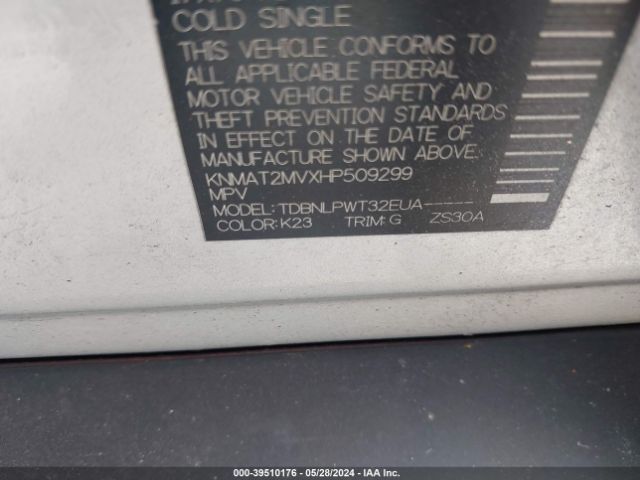 COLD SINGLE
THIS VEHICLE CONFORMS TO
ALL APPLICABLE FEDERAL
MOTOR VEHICLE SAFETY AND
THEFT PREVENTION STANDARDS
IN EFFECT ON THE DATE OF
MANUFACTURE SHOWN ABOVE.
KNMAT2MVXHP509299
MPV
MODEL:TDBNLPWT32EUA-----
COLOR:K23 TRIM:G ZS30A
000-39510176 - 05/28/2024 - IAA Inc.